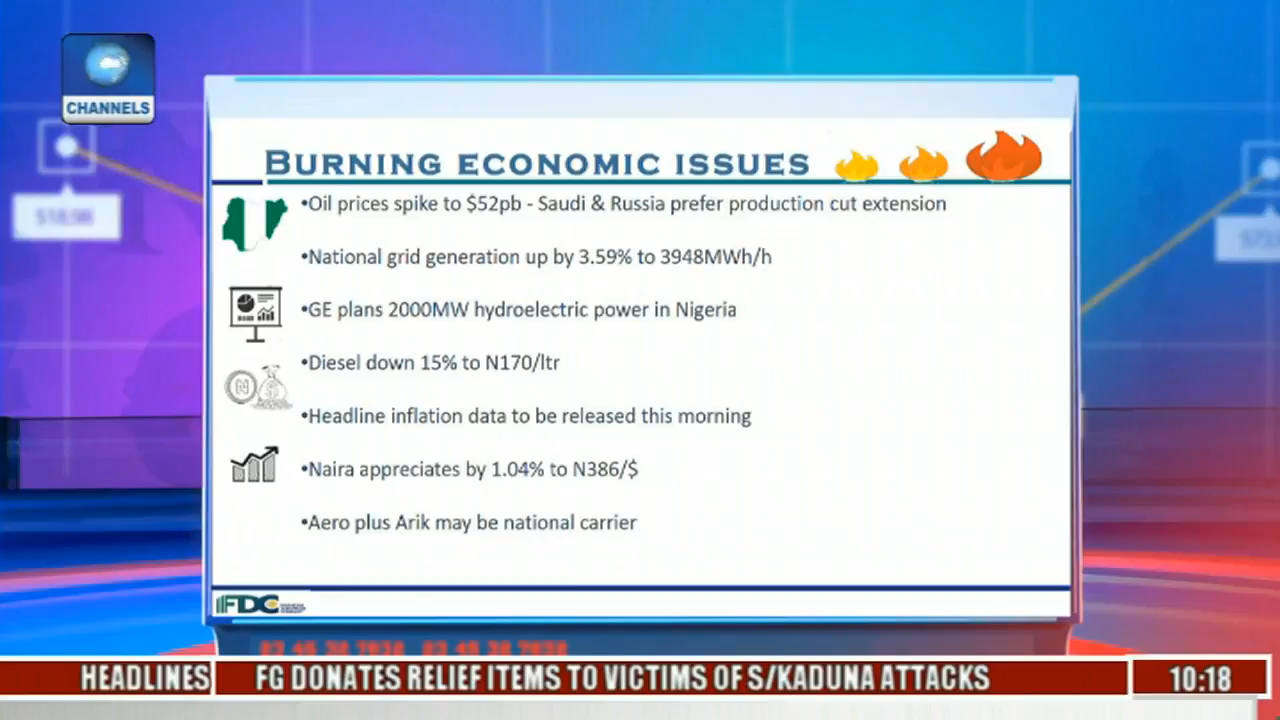 CHANNELS
BURNING ECONOMIC ISSUES
•Oil prices spike to $52pb - Saudi & Russia prefer production cut extension
•National grid generation up by 3.59% to 3948MWh/h
•GE plans 2000MW hydroelectric power in Nigeria
•Diesel down 15% to N170/ltr
•Headline inflation data to be released this morning
N
$
•Naira appreciates by 1.04% to N386/$
•Aero plus Arik may be national carrier
FDC
HEADLINES FG DONATES RELIEF ITEMS TO VICTIMS OF S/KADUNA ATTACKS 10:18